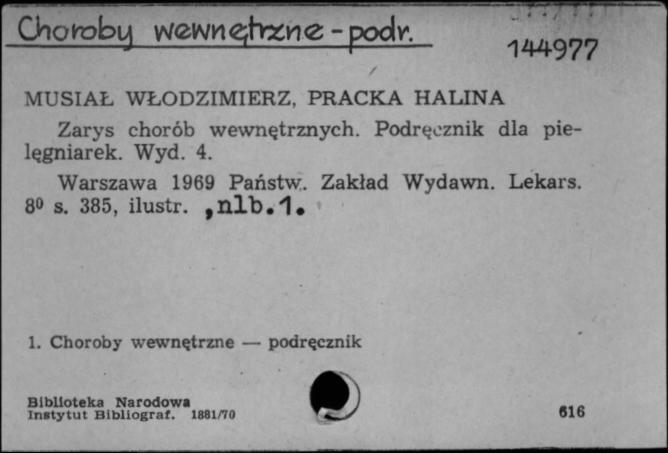 Choroby wewnętrzne - podr.
144977
MUSIAŁ WŁODZIMIERZ, PRACKA HALINA
Zarys chorób wewnętrznych. Podręcznik dla pie-
lęgniarek. Wyd. 4.
Warszawa 1969 Państw. Zakład Wydawn. Lekars.
8⁰ s. 385, ilustr. ,nlb.1.
1. Choroby wewnętrzne — podręcznik
Biblioteka Narodowa
Instytut Bibliograf. 1881/70
616